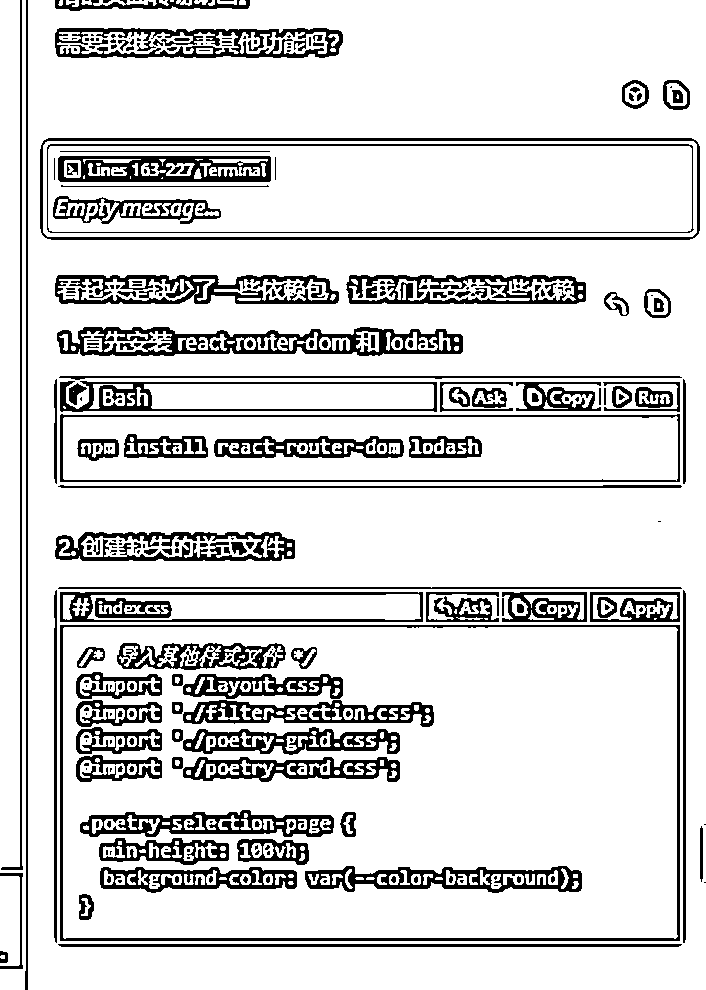 需要我继续完善其他功能吗？
Lines 163-227 Terminal
Empty message...
看起来是缺少了一些依赖包，让我们先安装这些依赖：
1. 首先安装 react-router-dom 和 lodash：
Bash Ask Copy Run
npm install react-router-dom lodash
2. 创建缺失的样式文件：
# index.css Ask Copy Apply
/* 导入其他样式文件 */
@import './layout.css';
@import './filter-section.css';
@import './poetry-grid.css';
@import './poetry-card.css';
.poetry-selection-page {
min-height: 100vh;
background-color: var(--color-background);
}